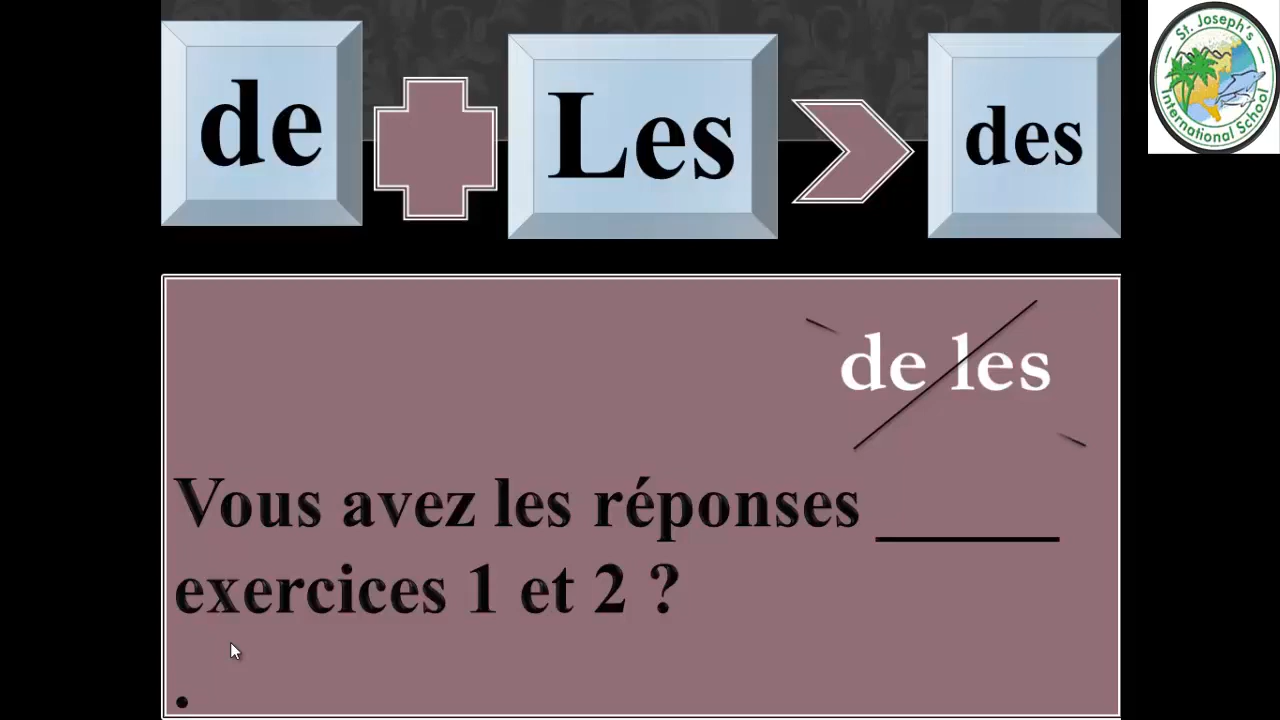 de Les des
St. Joseph's
International School
de les
Vous avez les réponses ______
exercices 1 et 2 ?
•